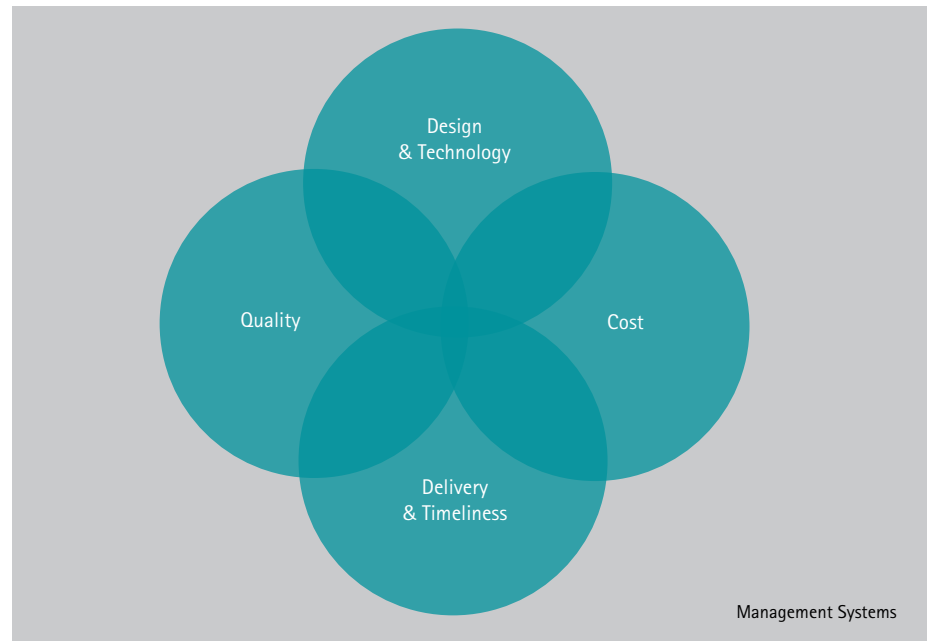 Design
& Technology
Quality
Cost
Delivery
& Timeliness
Management Systems